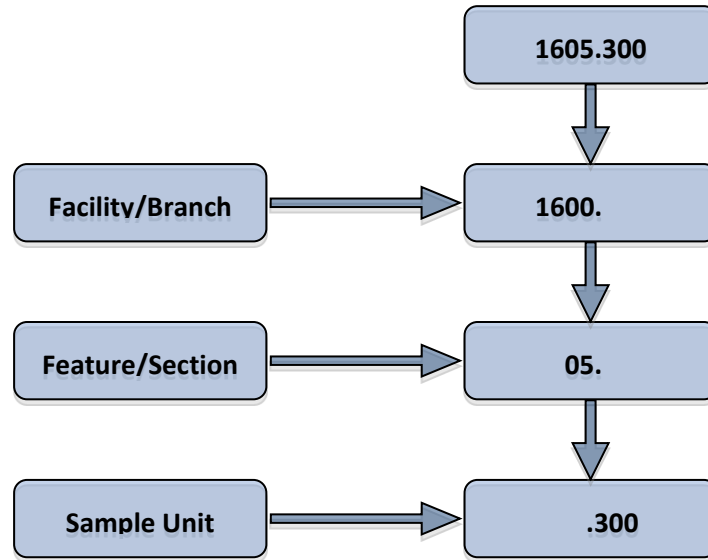 1605.300
Facility/Branch
1600.
Feature/Section
05.
Sample Unit
.300